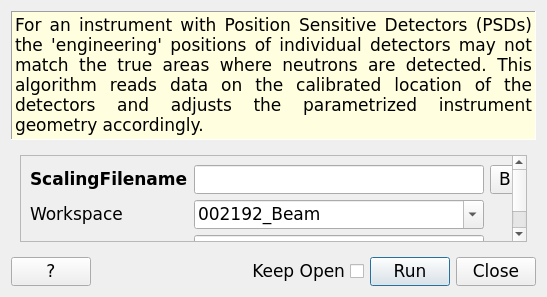 For an instrument with Position Sensitive Detectors (PSDs)
the 'engineering' positions of individual detectors may not
match the true areas where neutrons are detected. This
algorithm reads data on the calibrated location of the
detectors and adjusts the parametrized instrument
geometry accordingly.
ScalingFilename B
Workspace 002192_Beam
? Keep Open Run Close